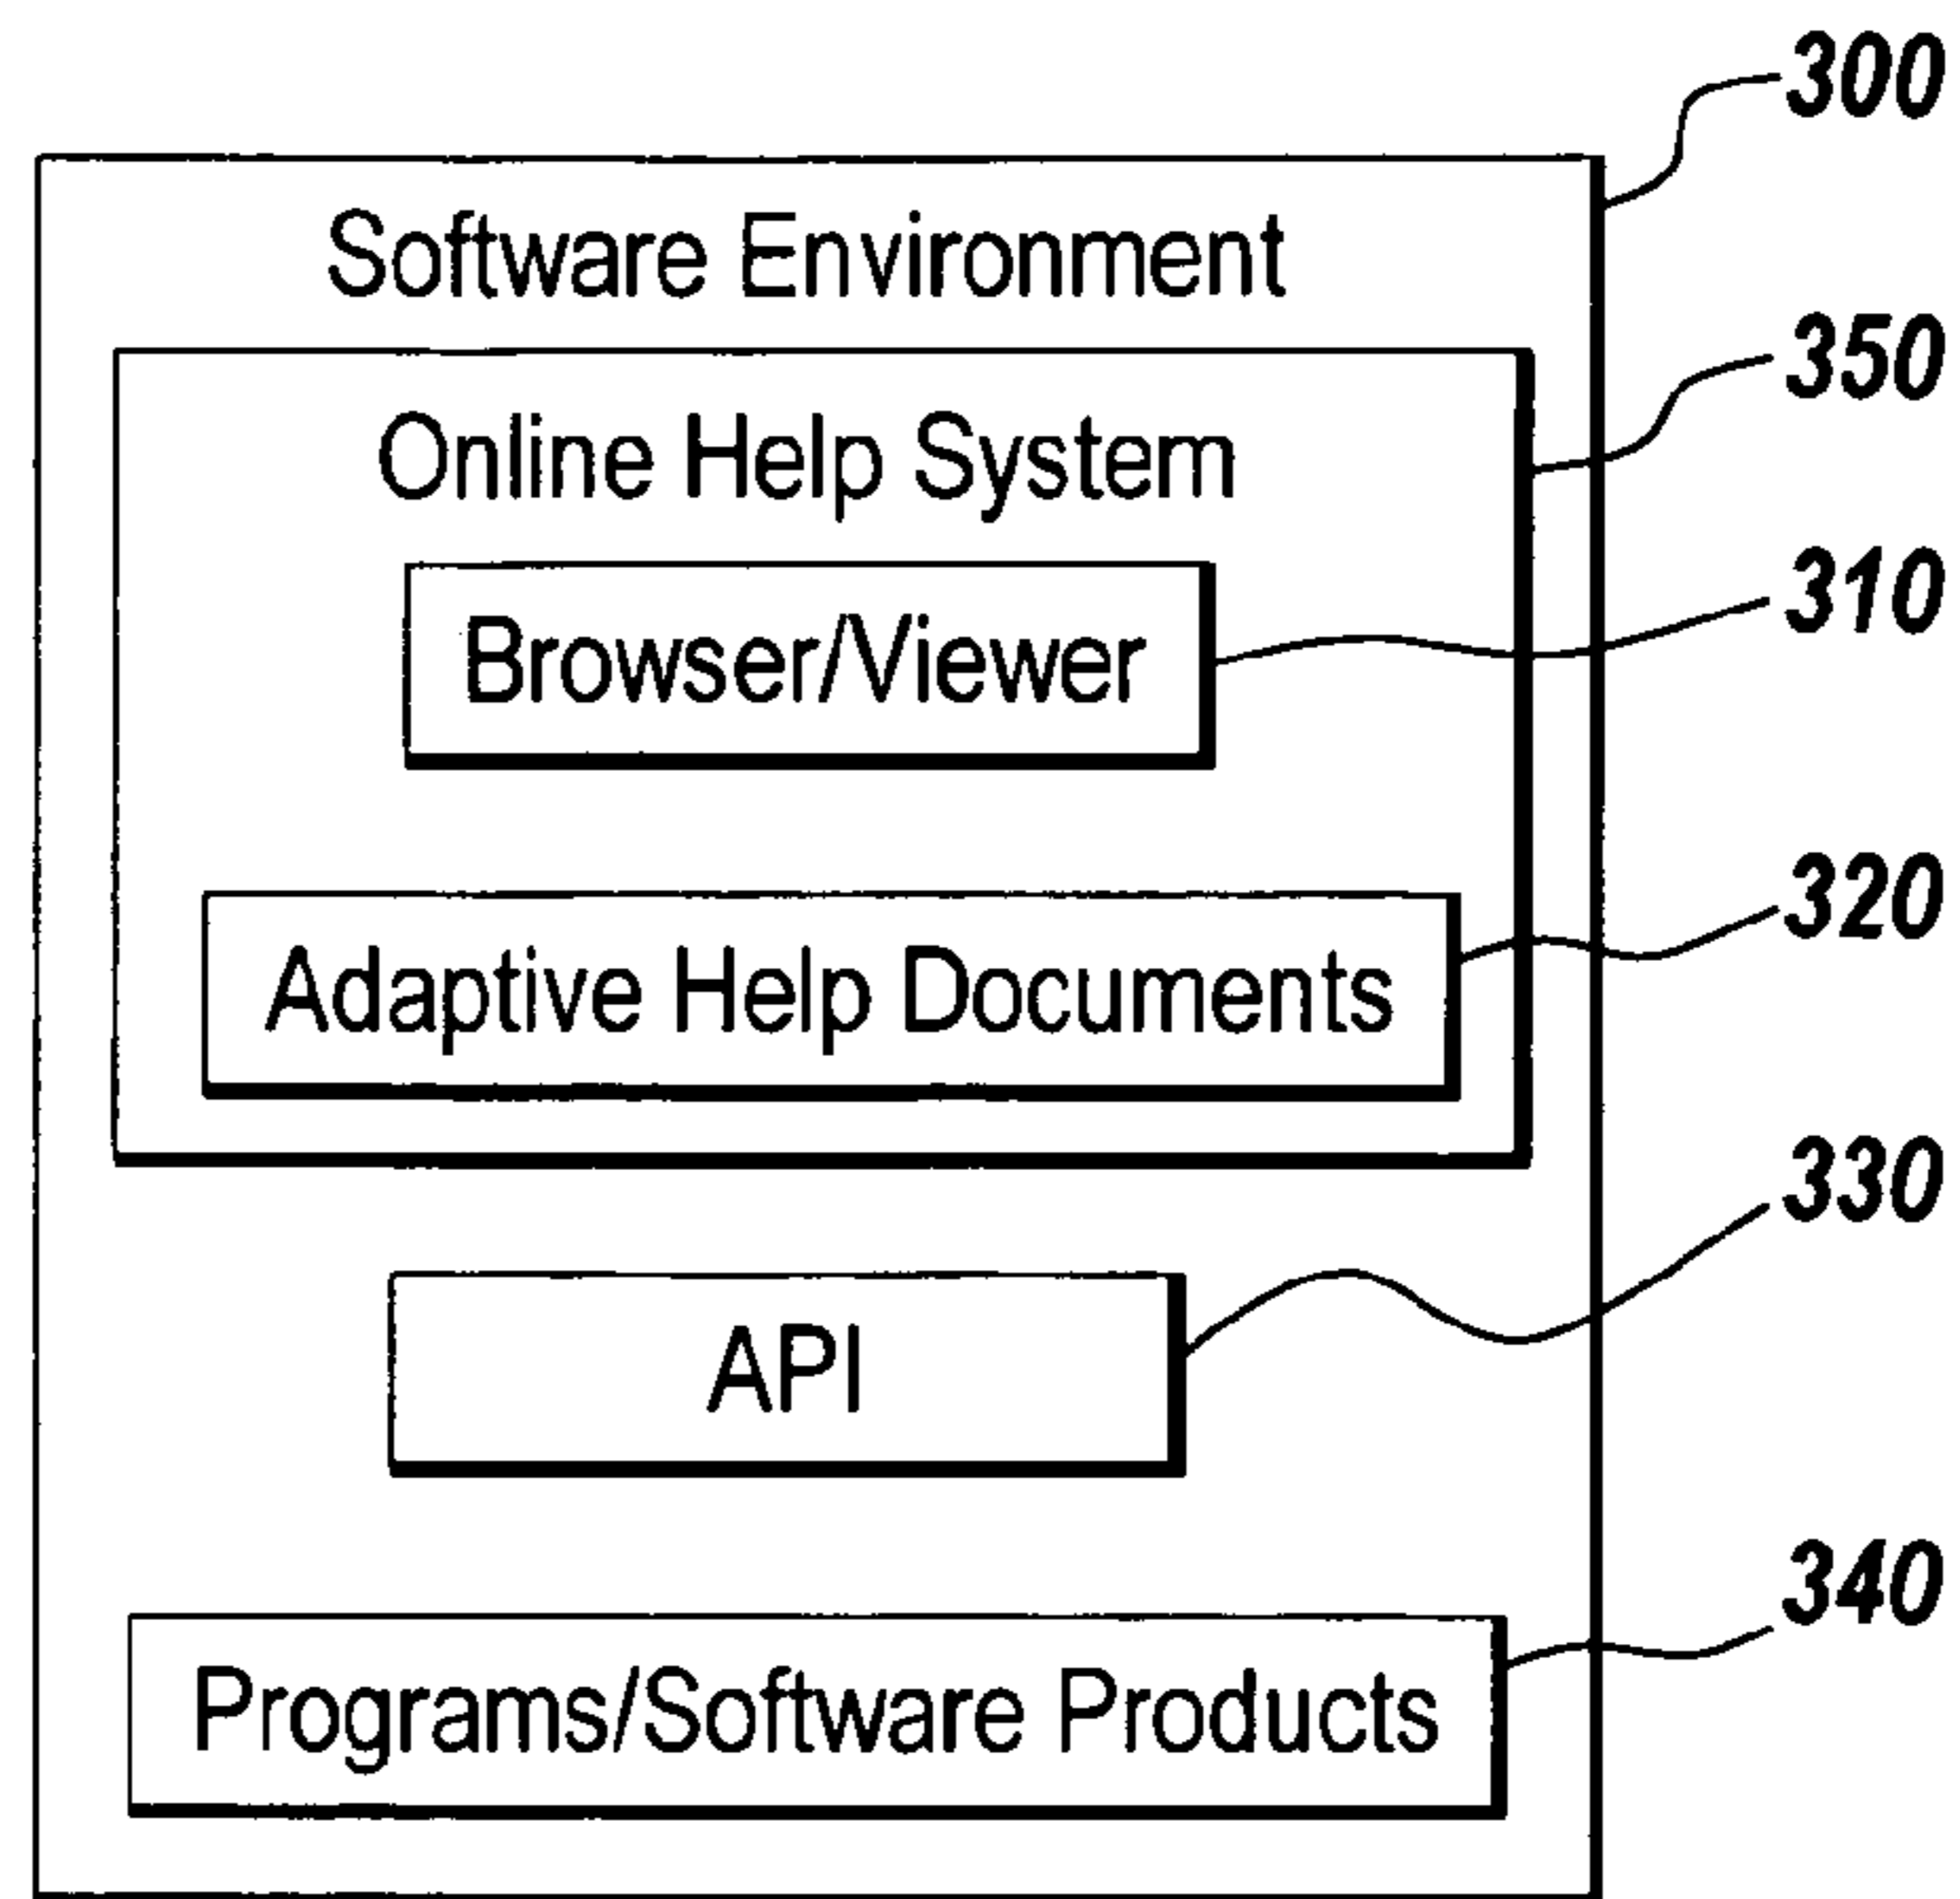 300
Software Environment
350
Online Help System
310
Browser/Viewer
320
Adaptive Help Documents
330
API
340
Programs/Software Products